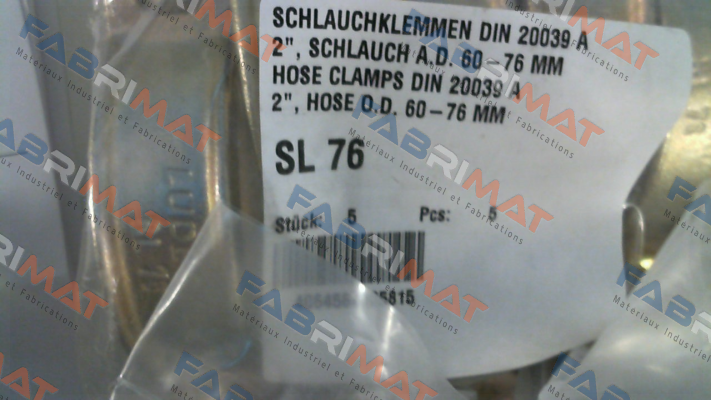 SCHLAUCHKLEMMEN DIN 20039 A
2", SCHLAUCH A.D. 60-76 MM
HOSE CLAMPS DIN 20039 A
2", HOSE O.D. 60-76 MM
SL 76
Stück: 5 Pcs: 5
FABRIMAT
Materiaux Industriel et Fabrications